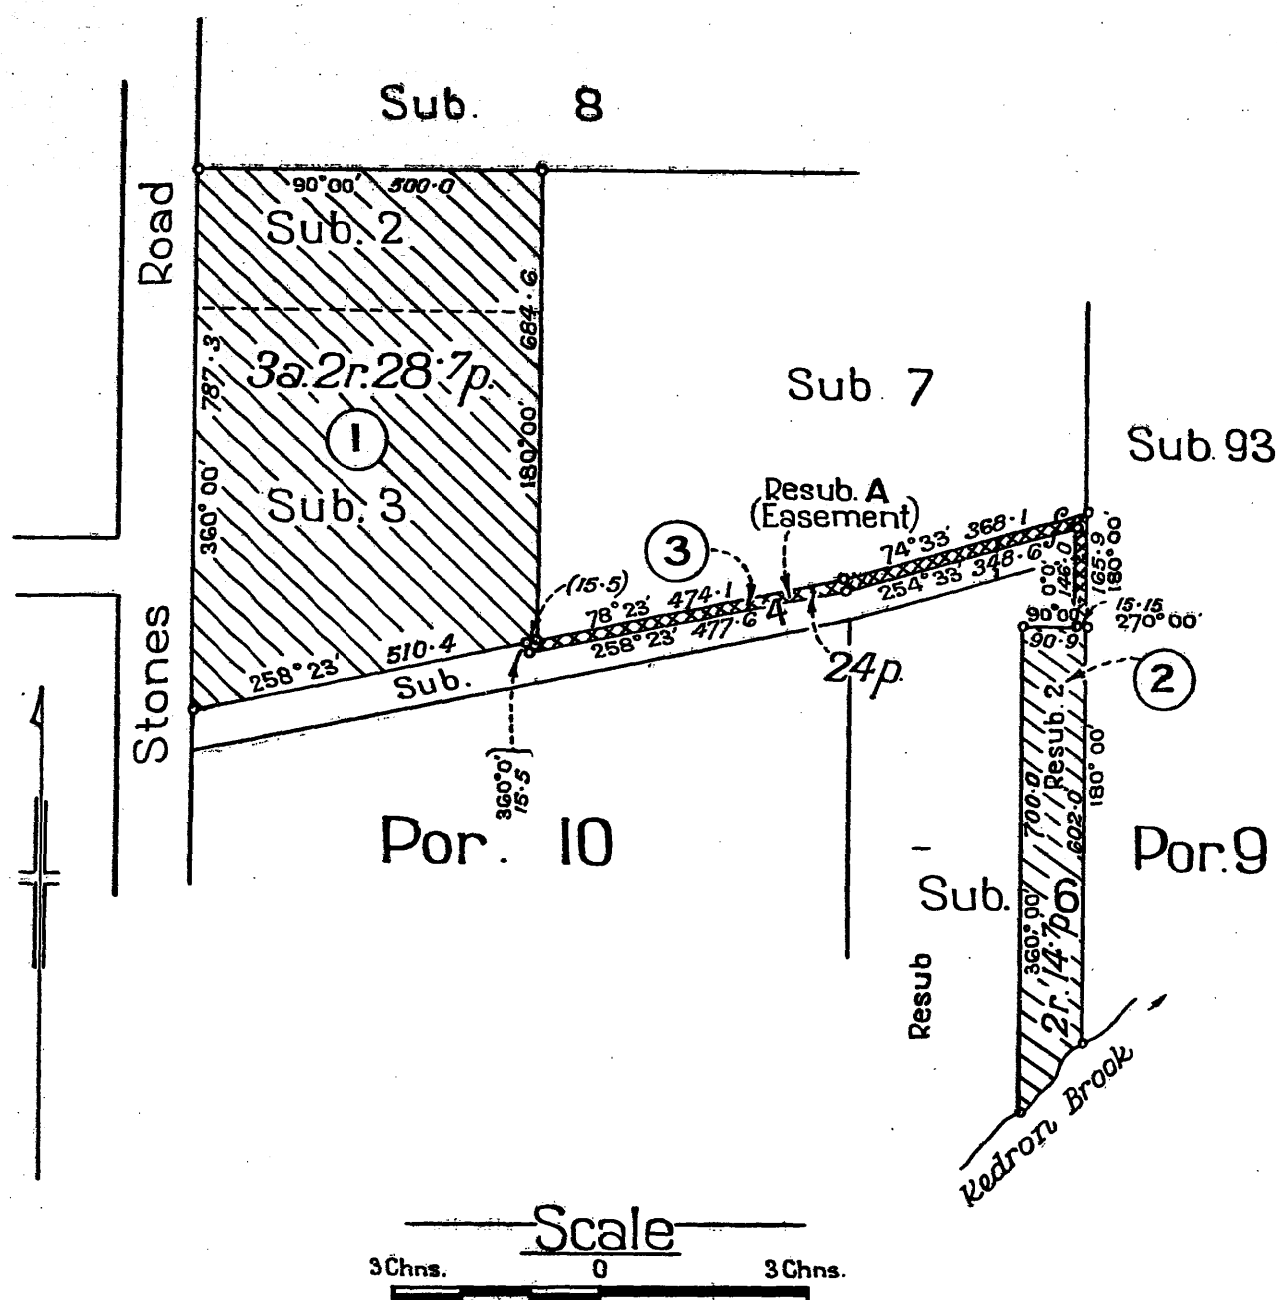 Sub. 8
Road
90°00' 500·0
Sub. 2
684·6
787·3
3a.2r.28·7p.
1
180°00'
360°00'
Sub. 3
Sub 7
Sub. 93
Resub. A
(Easement)
3
74°33' 368·1
254°33' 348·6
0°0' 146·0
165·9
180°00'
(15·5)
78°23' 474·1
258°23' 477·6
4
90°00'
90·9
15·15
270°00'
258°23' 510·4
Sub.
24p.
2
Stones
360°0'
15·5
Resub. 2
180°00'
700·0
602·0
Por. 10
Por. 9
Sub. 6
360°00'
2r. 14·7p
Resub
Kedron Brook
Scale
3 Chns. 0 3 Chns.